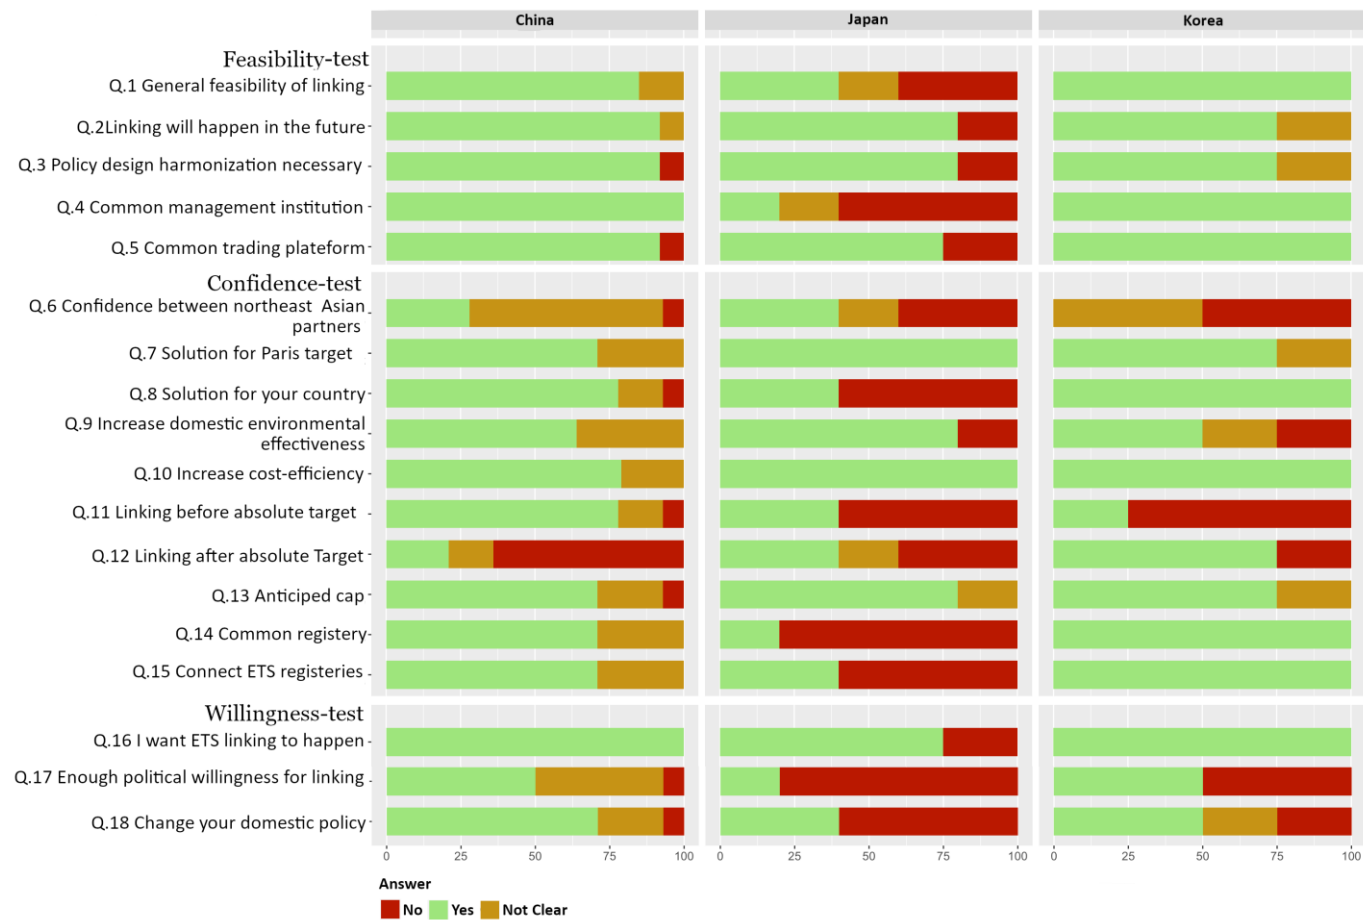 China Japan Korea
Feasibility-test
Q.1 General feasibility of linking
Q.2Linking will happen in the future
Q.3 Policy design harmonization necessary
Q.4 Common management institution
Q.5 Common trading plateform
Confidence-test
Q.6 Confidence between northeast Asian
partners
Q.7 Solution for Paris target
Q.8 Solution for your country
Q.9 Increase domestic environmental
effectiveness
Q.10 Increase cost-efficiency
Q.11 Linking before absolute target
Q.12 Linking after absolute Target
Q.13 Anticiped cap
Q.14 Common registery
Q.15 Connect ETS registeries
Willingness-test
Q.16 I want ETS linking to happen
Q.17 Enough political willingness for linking
Q.18 Change your domestic policy
0 25 50 75 100 0 25 50 75 100 0 25 50 75 100
Answer
No Yes Not Clear